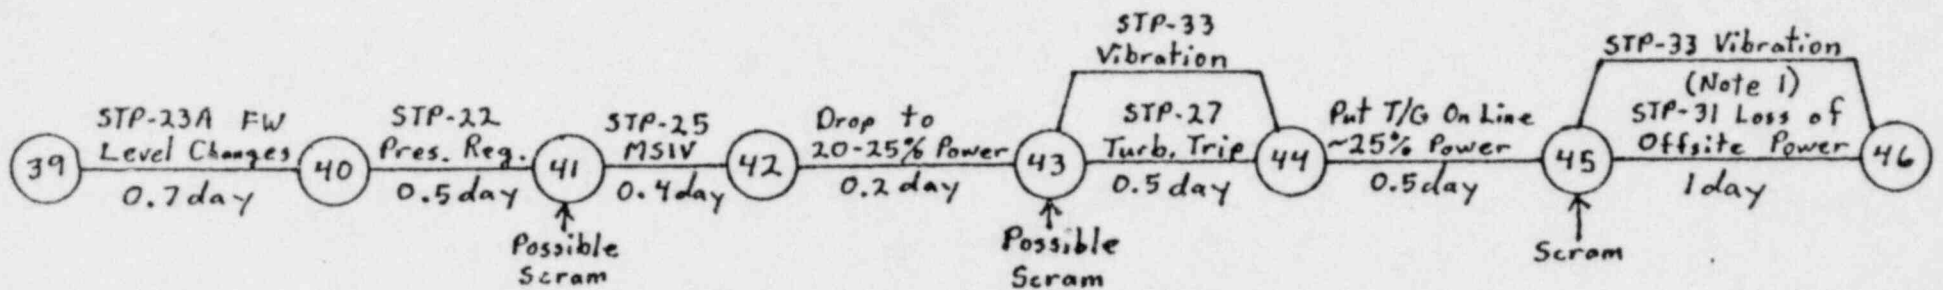 STP-33
Vibration
STP-33 Vibration
(Note 1)
STP-23A FW
Level Changes
STP-22
Pres. Reg.
STP-25
MSIV
Drop to
20-25% Power
STP-27
Turb. Trip
Put T/G On Line
~25% Power
STP-31 Loss of
Offsite Power
39
40
41
42
43
44
45
46
0.7 day
0.5 day
0.4 day
0.2 day
0.5 day
0.5 day
1 day
Possible
Scram
Possible
Scram
Scram